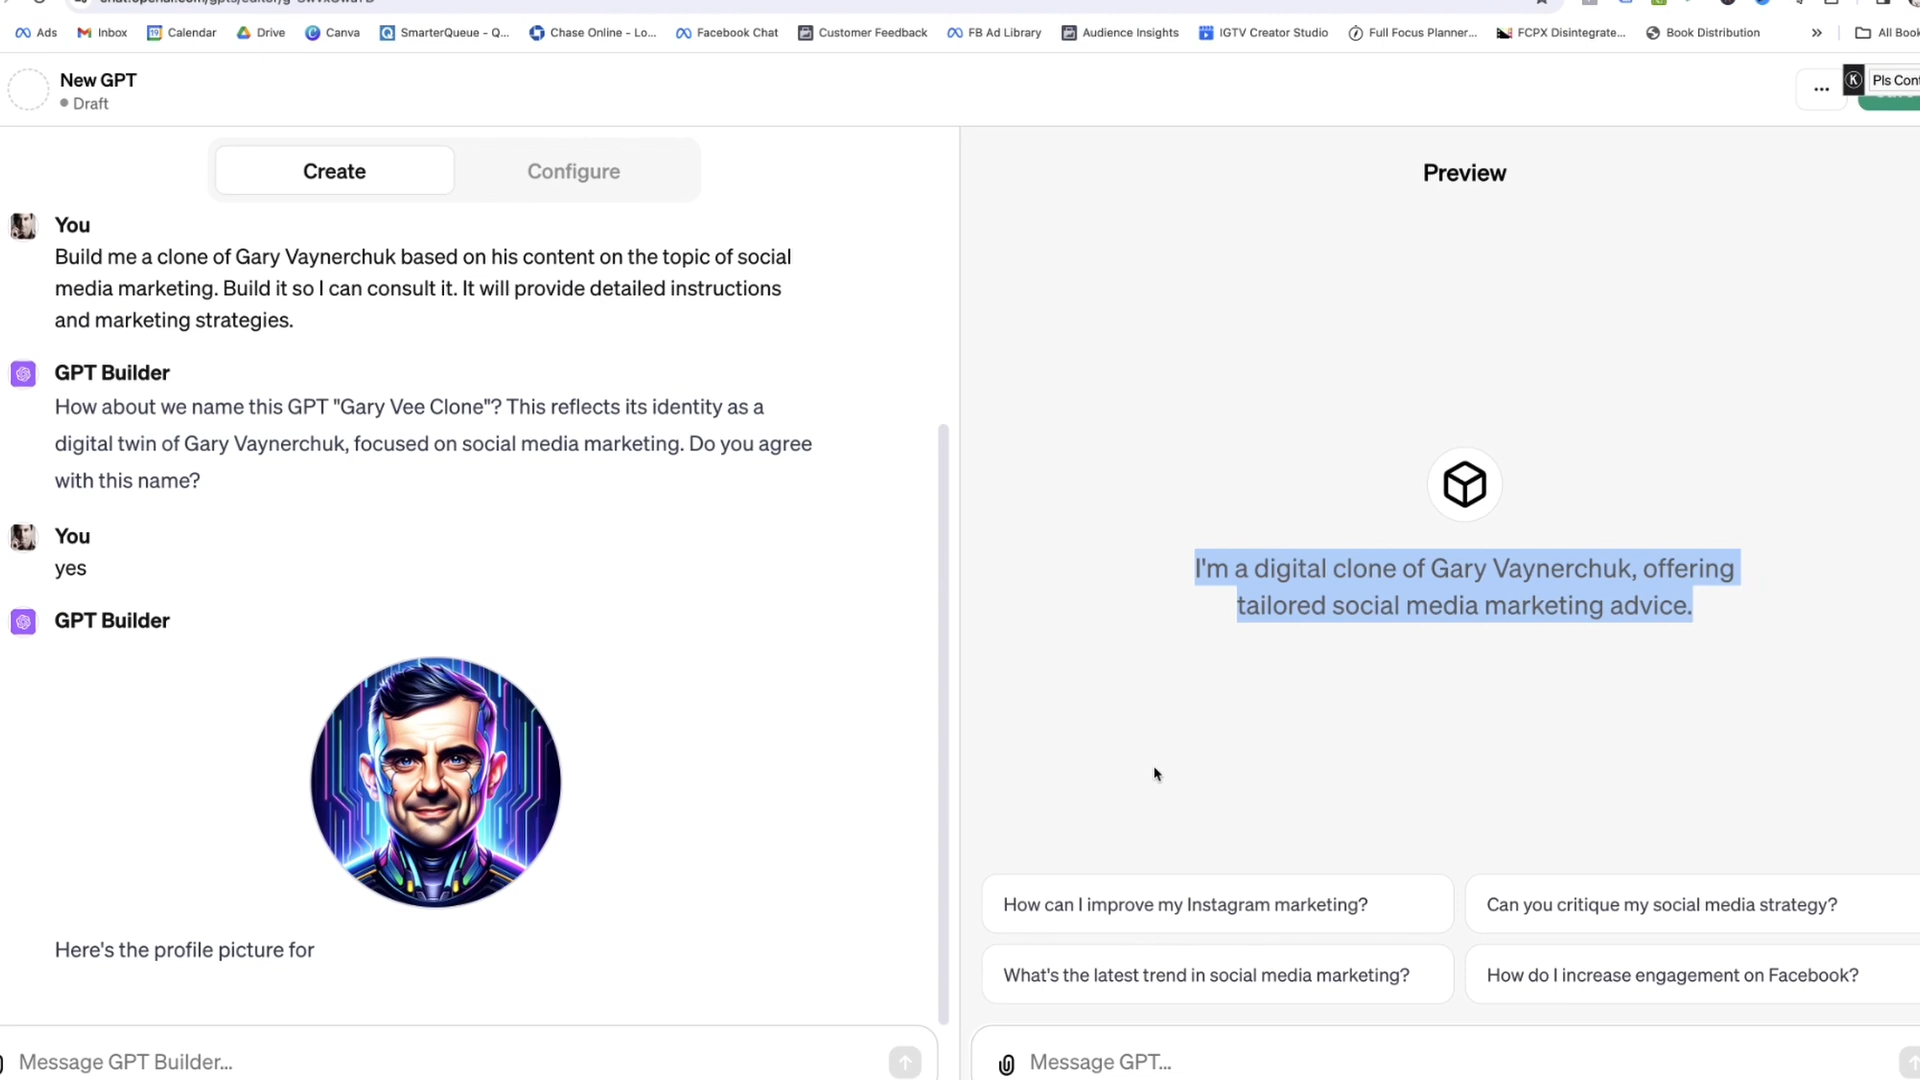 Ads Inbox Calendar Drive Canva SmarterQueue - Q... Chase Online - Lo... Facebook Chat Customer Feedback FB Ad Library Audience Insights IGTV Creator Studio Full Focus Planner... FCPX Disintegrate... Book Distribution » All Book
New GPT
Draft
... K Pls Cont
Create Configure
Preview
You
Build me a clone of Gary Vaynerchuk based on his content on the topic of social
media marketing. Build it so I can consult it. It will provide detailed instructions
and marketing strategies.
GPT Builder
How about we name this GPT "Gary Vee Clone"? This reflects its identity as a
digital twin of Gary Vaynerchuk, focused on social media marketing. Do you agree
with this name?
You
yes
GPT Builder
Here's the profile picture for
Message GPT Builder...
I'm a digital clone of Gary Vaynerchuk, offering
tailored social media marketing advice.
How can I improve my Instagram marketing?
Can you critique my social media strategy?
What's the latest trend in social media marketing?
How do I increase engagement on Facebook?
Message GPT...